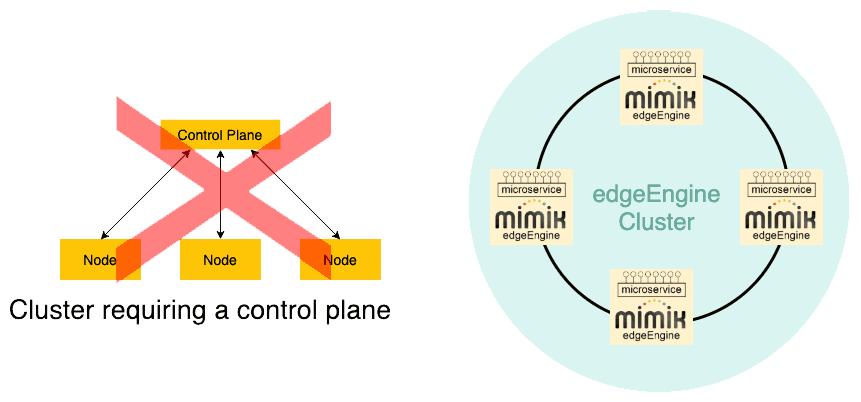 Control Plane
Node
Node
Node
Cluster requiring a control plane
microservice
mimik
edgeEngine
microservice
mimik
edgeEngine
edgeEngine
Cluster
microservice
mimik
edgeEngine
microservice
mimik
edgeEngine